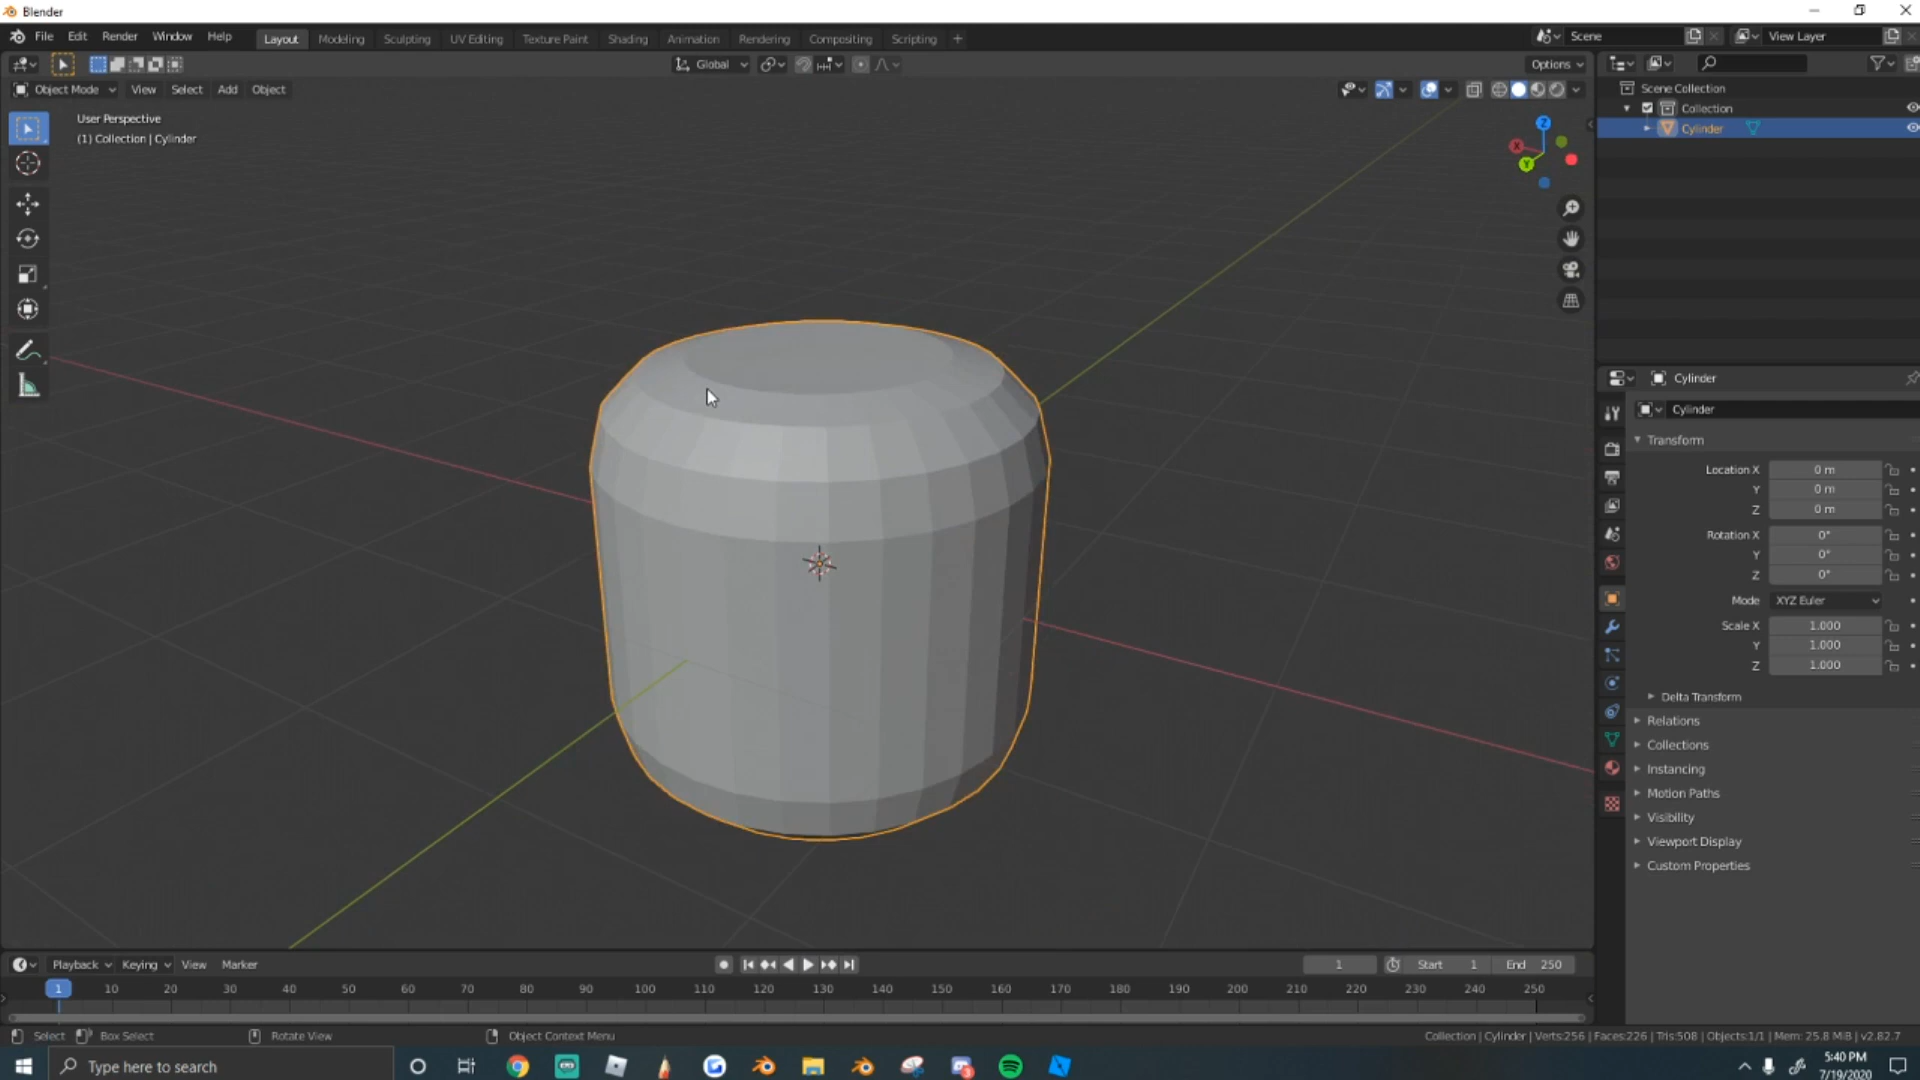 Blender
File Edit Render Window Help
Layout Modeling Sculpting UV Editing Texture Paint Shading Animation Rendering Compositing Scripting +
Scene
View Layer
Global
Options
Object Mode View Select Add Object
User Perspective
(1) Collection | Cylinder
Z
X
Y
Scene Collection
Collection
Cylinder
Cylinder
Cylinder
Transform
Location X 0 m
Y 0 m
Z 0 m
Rotation X 0°
Y 0°
Z 0°
Mode XYZ Euler
Scale X 1.000
Y 1.000
Z 1.000
Delta Transform
Relations
Collections
Instancing
Motion Paths
Visibility
Viewport Display
Custom Properties
Playback Keying View Marker
1 Start 1 End 250
1 10 20 30 40 50 60 70 80 90 100 110 120 130 140 150 160 170 180 190 200 210 220 230 240 250
Select Box Select Rotate View Object Context Menu
Collection | Cylinder | Verts:256 | Faces:226 | Tris:508 | Objects:1/1 | Mem: 25.8 MiB | v2.82.7
Type here to search
5:40 PM
7/19/2020